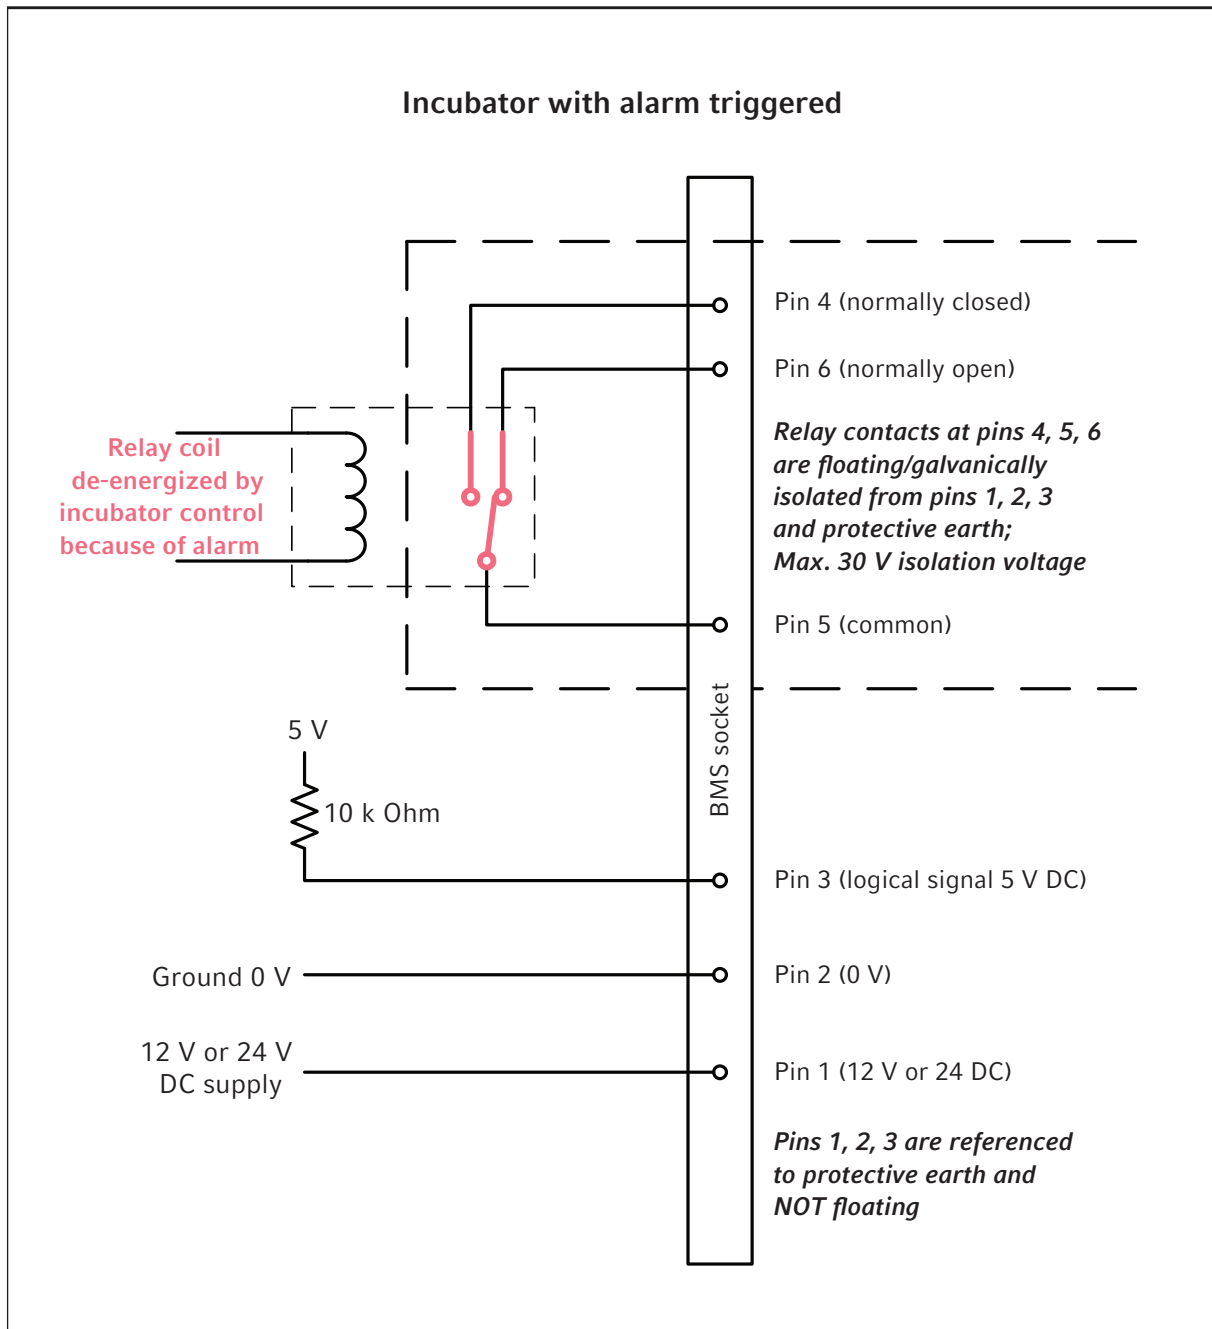 Incubator with alarm triggered
Pin 4 (normally closed)
Pin 6 (normally open)
Relay coil
de-energized by
incubator control
because of alarm
Relay contacts at pins 4, 5, 6
are floating/galvanically
isolated from pins 1, 2, 3
and protective earth;
Max. 30 V isolation voltage
Pin 5 (common)
BMS socket
5 V
10 k Ohm
Pin 3 (logical signal 5 V DC)
Ground 0 V
Pin 2 (0 V)
12 V or 24 V
DC supply
Pin 1 (12 V or 24 DC)
Pins 1, 2, 3 are referenced
to protective earth and
NOT floating